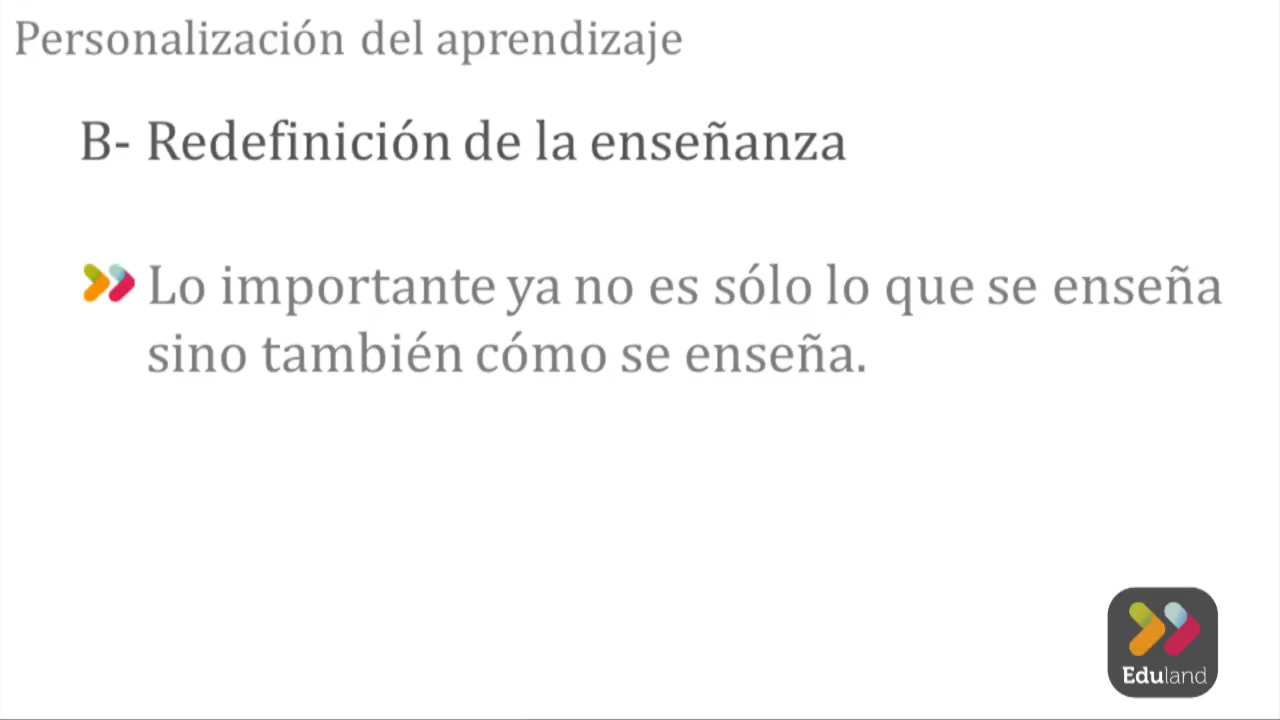 Personalización del aprendizaje
B- Redefinición de la enseñanza
Lo importante ya no es sólo lo que se enseña
sino también cómo se enseña.
Eduland